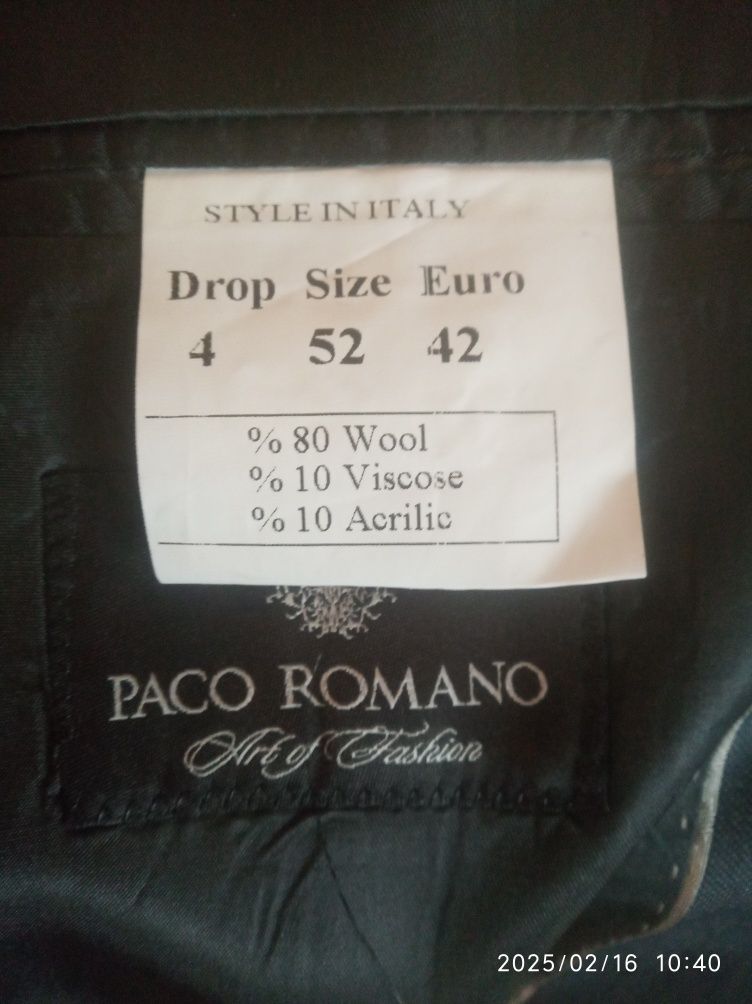 STYLE IN ITALY
Drop Size Euro
4 52 42
% 80 Wool
% 10 Viscose
% 10 Acrilic
PACO ROMANO
Art of Fashion
2025/02/16 10:40